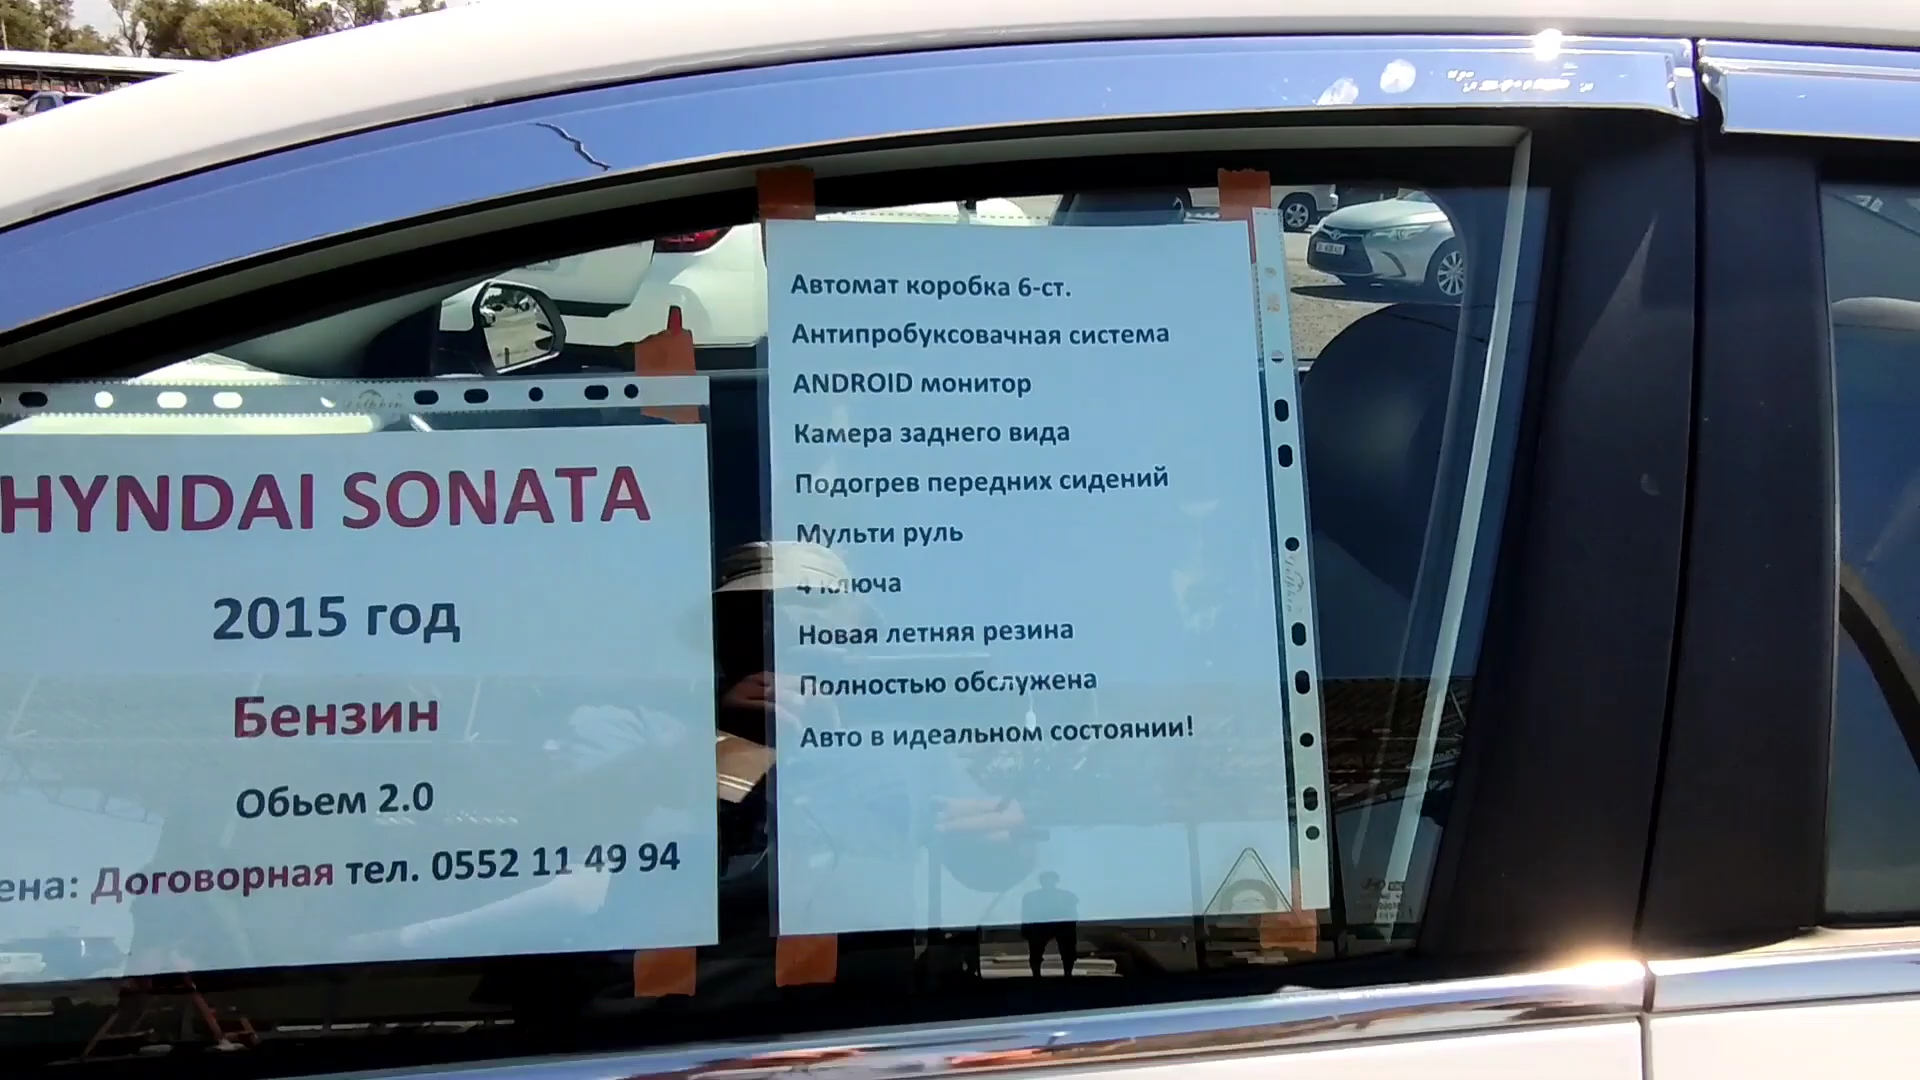 HYNDAI SONATA
2015 год
Бензин
Обьем 2.0
ена: Договорная тел. 0552 11 49 94
Автомат коробка 6-ст.
Антипробуксовачная система
ANDROID монитор
Камера заднего вида
Подогрев передних сидений
Мульти руль
4 ключа
Новая летняя резина
Полностью обслужена
Авто в идеальном состоянии!